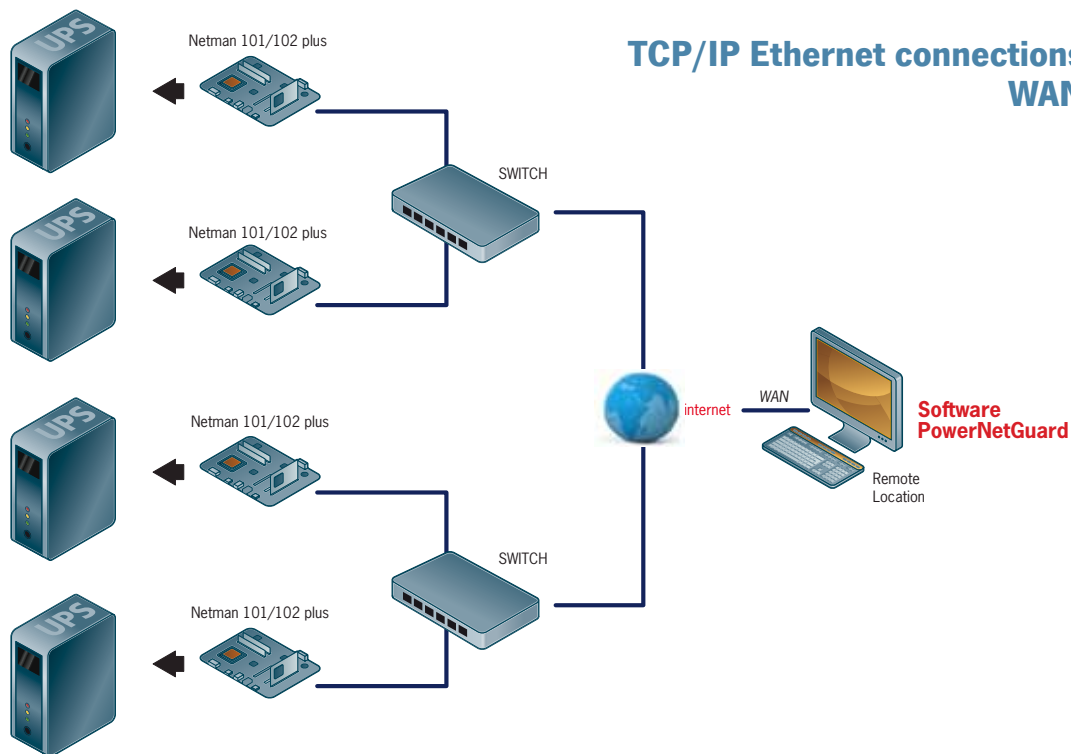 TCP/IP Ethernet connections
WAN
UPS
Netman 101/102 plus
SWITCH
UPS
Netman 101/102 plus
internet
WAN
Software
PowerNetGuard
Remote
Location
UPS
Netman 101/102 plus
SWITCH
UPS
Netman 101/102 plus